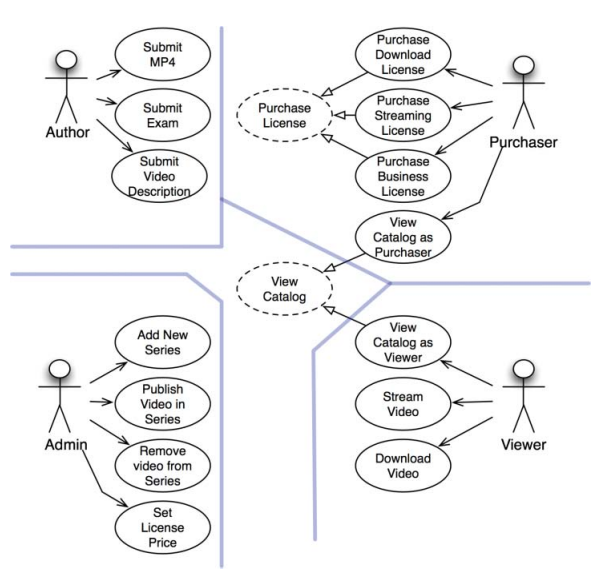 Submit
MP4
Submit
Exam
Submit
Video
Description
Author
Purchase
Download
License
Purchase
License
Purchase
Streaming
License
Purchase
Business
License
Purchaser
View
Catalog as
Purchaser
View
Catalog
Add New
Series
Publish
Video in
Series
Remove
video from
Series
Set
License
Price
Admin
View
Catalog as
Viewer
Stream
Video
Download
Video
Viewer